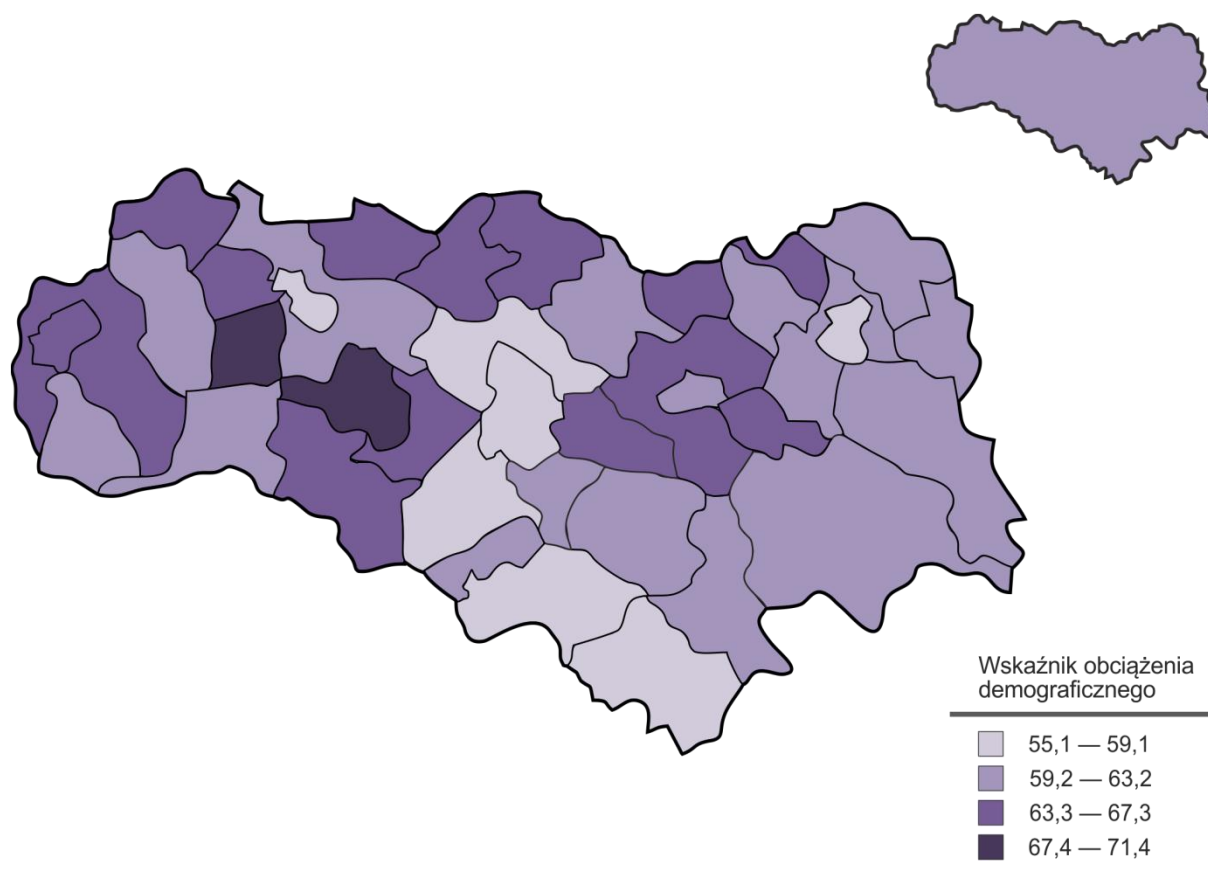 Wskaźnik obciążenia
demograficznego
55,1 — 59,1
59,2 — 63,2
63,3 — 67,3
67,4 — 71,4